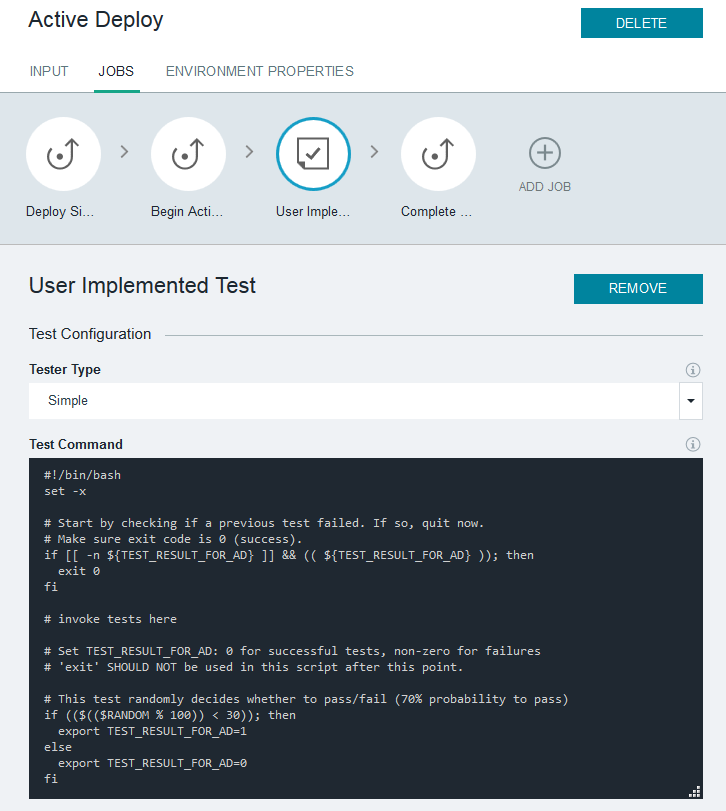 Active Deploy
DELETE
INPUT JOBS ENVIRONMENT PROPERTIES
Deploy Si... Begin Acti... User Imple... Complete ... ADD JOB
User Implemented Test
REMOVE
Test Configuration
Tester Type
Simple
Test Command
#!/bin/bash
set -x
# Start by checking if a previous test failed. If so, quit now.
# Make sure exit code is 0 (success).
if [[ -n ${TEST_RESULT_FOR_AD} ]] && (( ${TEST_RESULT_FOR_AD} )); then
  exit 0
fi
# invoke tests here
# Set TEST_RESULT_FOR_AD: 0 for successful tests, non-zero for failures
# 'exit' SHOULD NOT be used in this script after this point.
# This test randomly decides whether to pass/fail (70% probability to pass)
if (($(($RANDOM % 100)) < 30)); then
  export TEST_RESULT_FOR_AD=1
else
  export TEST_RESULT_FOR_AD=0
fi